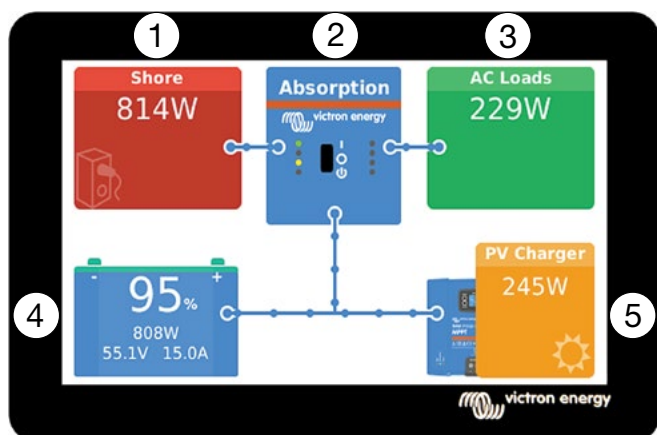 1
2
3
Shore
814W
Absorption
victron energy
AC Loads
229W
4
- +
95%
808W
55.1V 15.0A
PV Charger
245W
5
MPPT
victron energy